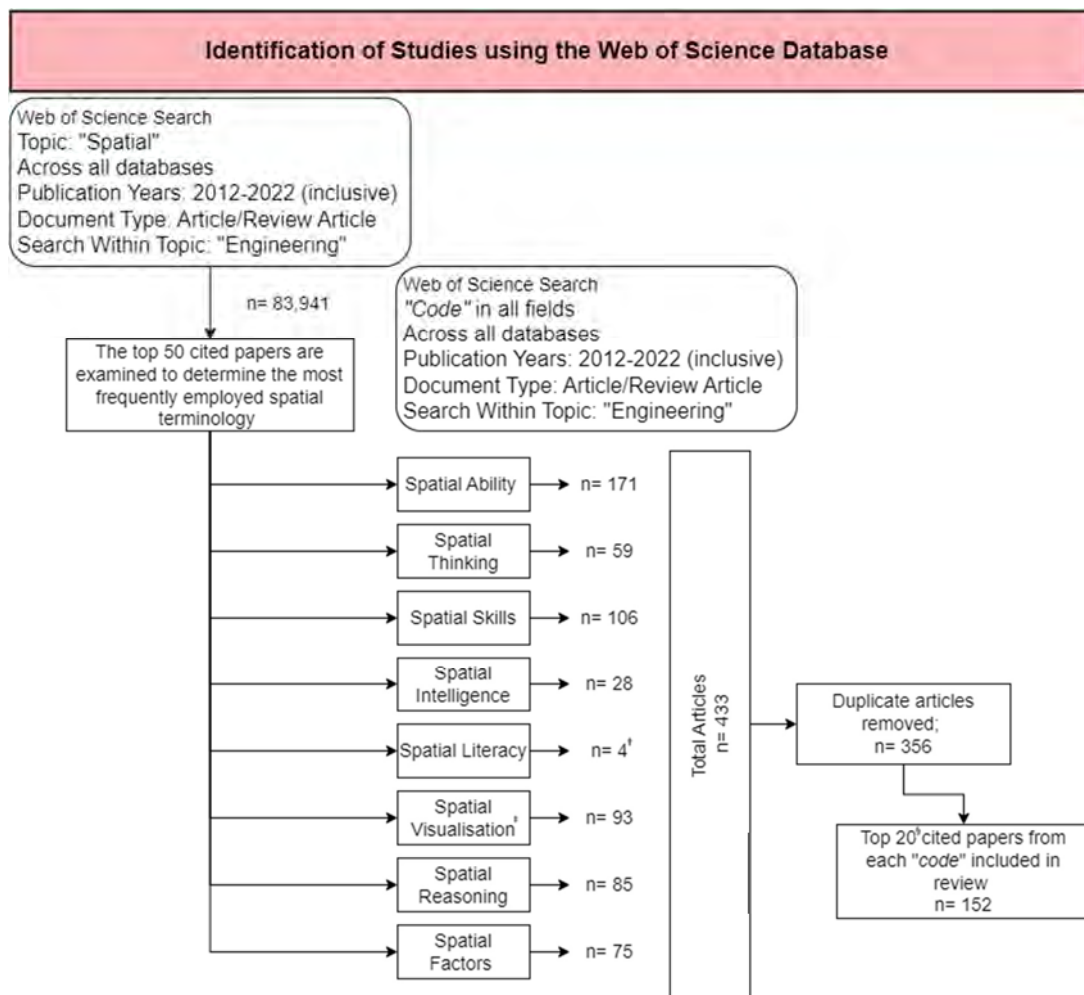 Identification of Studies using the Web of Science Database
Web of Science Search
Topic: "Spatial"
Across all databases
Publication Years: 2012-2022 (inclusive)
Document Type: Article/Review Article
Search Within Topic: "Engineering"
n= 83,941
Web of Science Search
"Code" in all fields
Across all databases
Publication Years: 2012-2022 (inclusive)
Document Type: Article/Review Article
Search Within Topic: "Engineering"
The top 50 cited papers are
examined to determine the most
frequently employed spatial
terminology
Spatial Ability
n= 171
Spatial
Thinking
n= 59
Spatial Skills
n= 106
Spatial
Intelligence
n= 28
Spatial Literacy
n= 4†
Spatial
Visualisation‡
n= 93
Spatial
Reasoning
n= 85
Spatial
Factors
n= 75
Total Articles
n= 433
Duplicate articles
removed;
n= 356
Top 20 cited papers from
each "code" included in
review
n= 152